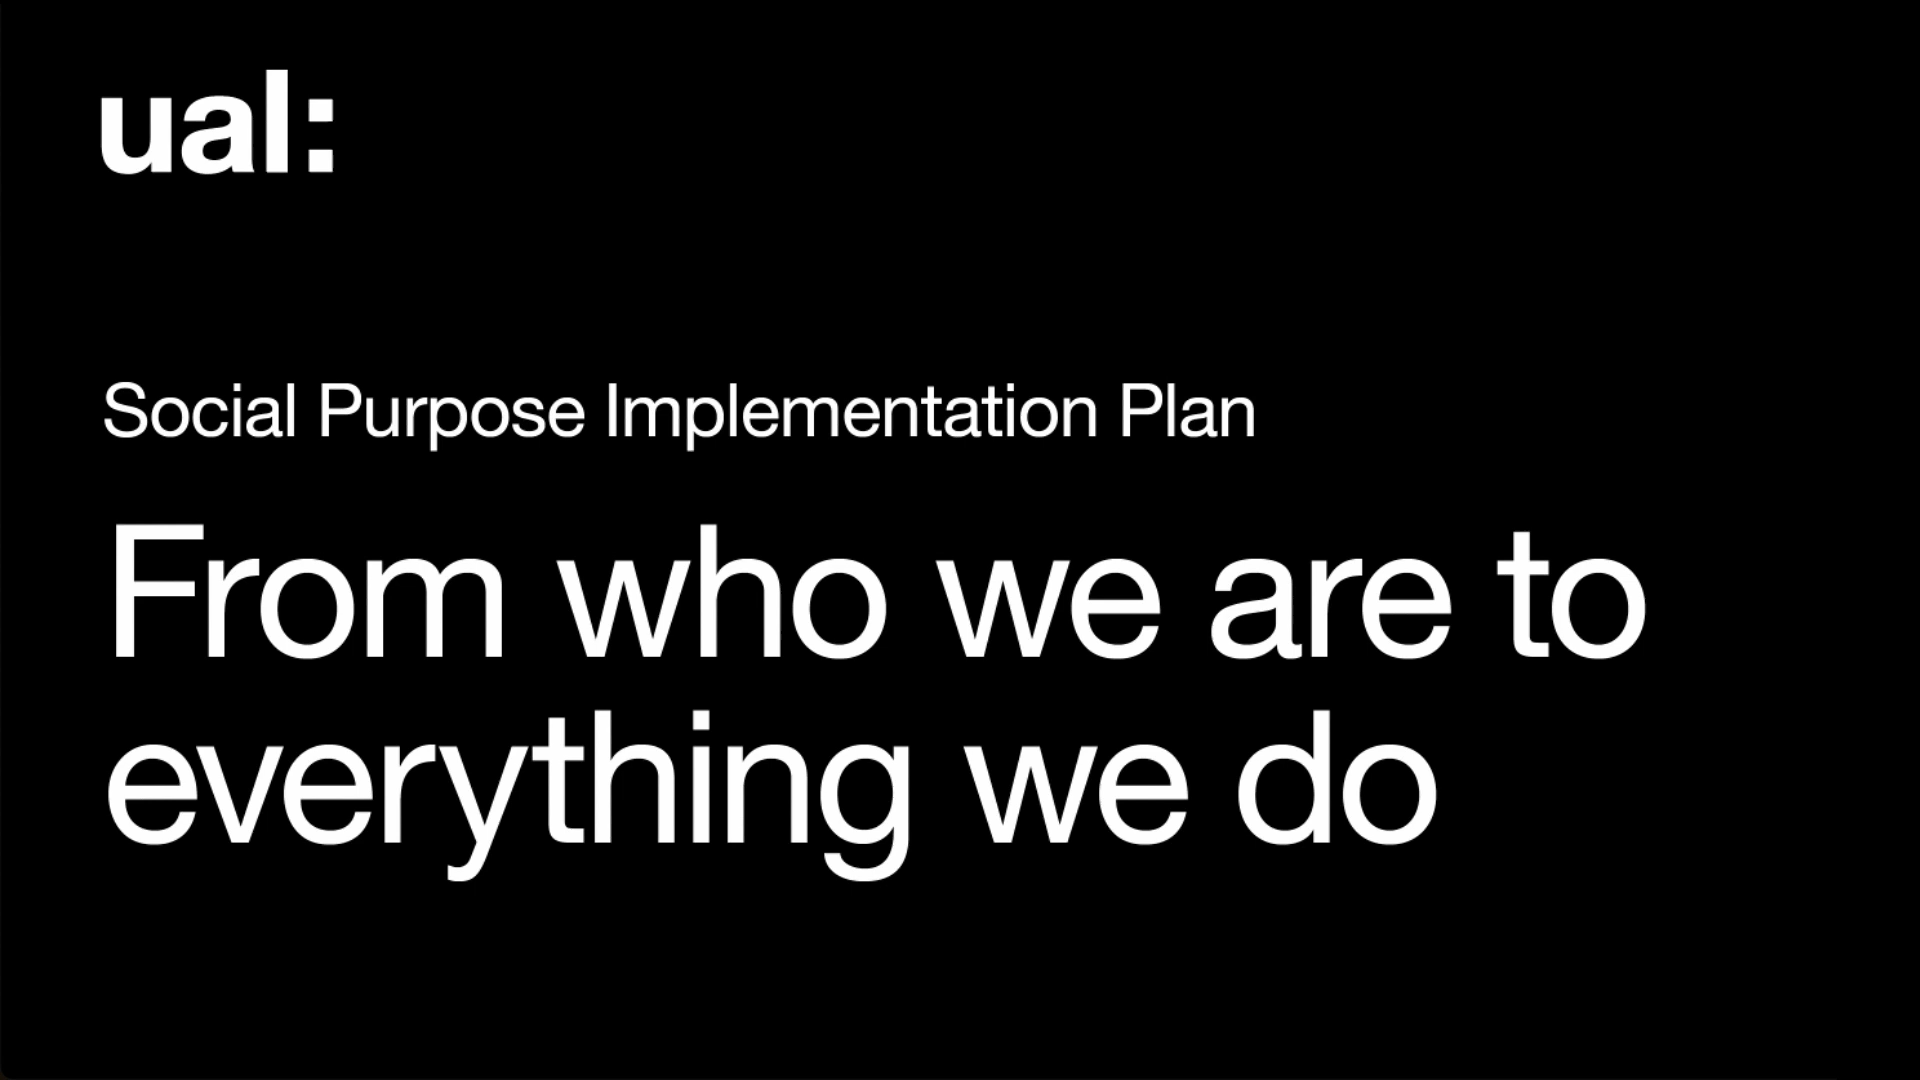 ual:
Social Purpose Implementation Plan
From who we are to
everything we do